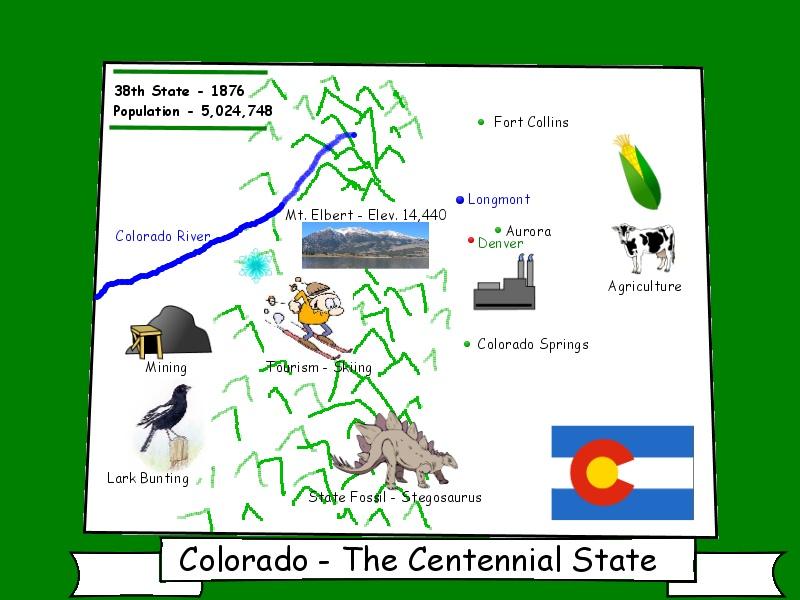 38th State - 1876
Population - 5,024,748
Fort Collins
Longmont
Mt. Elbert - Elev. 14,440
Aurora
Colorado River
Denver
Agriculture
Colorado Springs
Mining
Tourism - Skiing
Lark Bunting
State Fossil - Stegosaurus
Colorado - The Centennial State